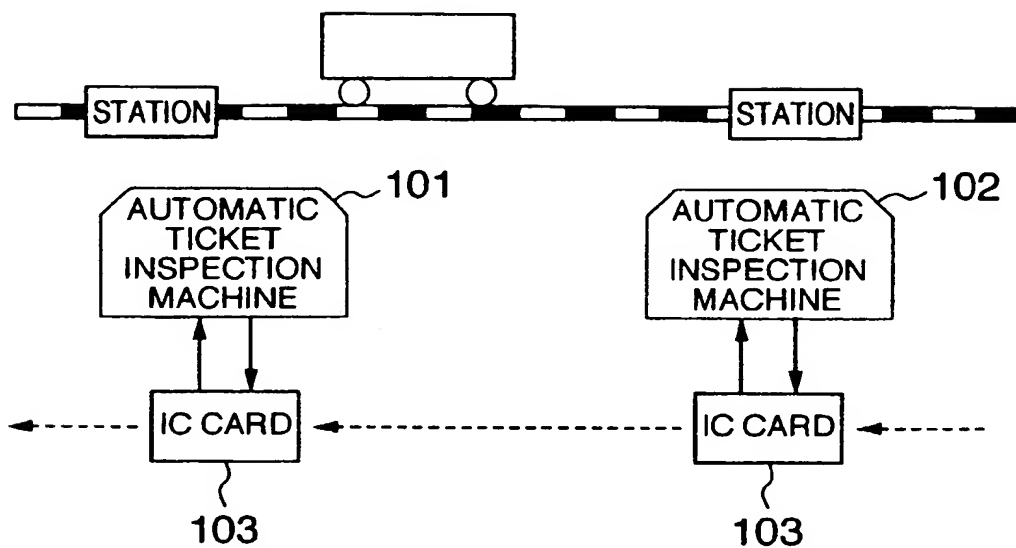 STATION
STATION
101
AUTOMATIC
TICKET
INSPECTION
MACHINE
102
AUTOMATIC
TICKET
INSPECTION
MACHINE
IC CARD
IC CARD
103
103